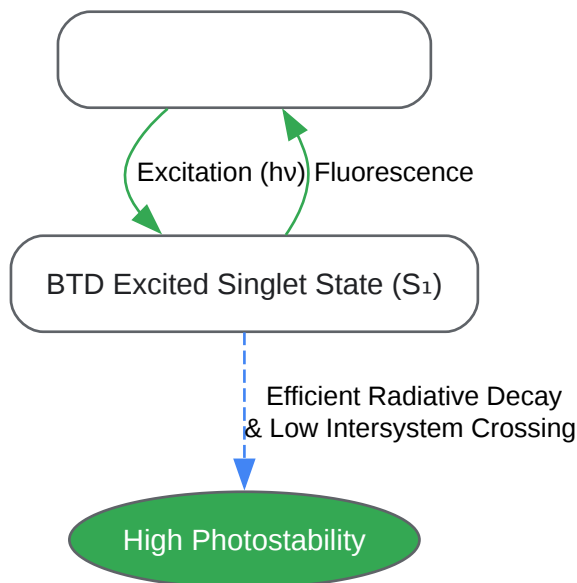 Excitation (hν) Fluorescence
BTD Excited Singlet State (S₁)
Efficient Radiative Decay
& Low Intersystem Crossing
High Photostability